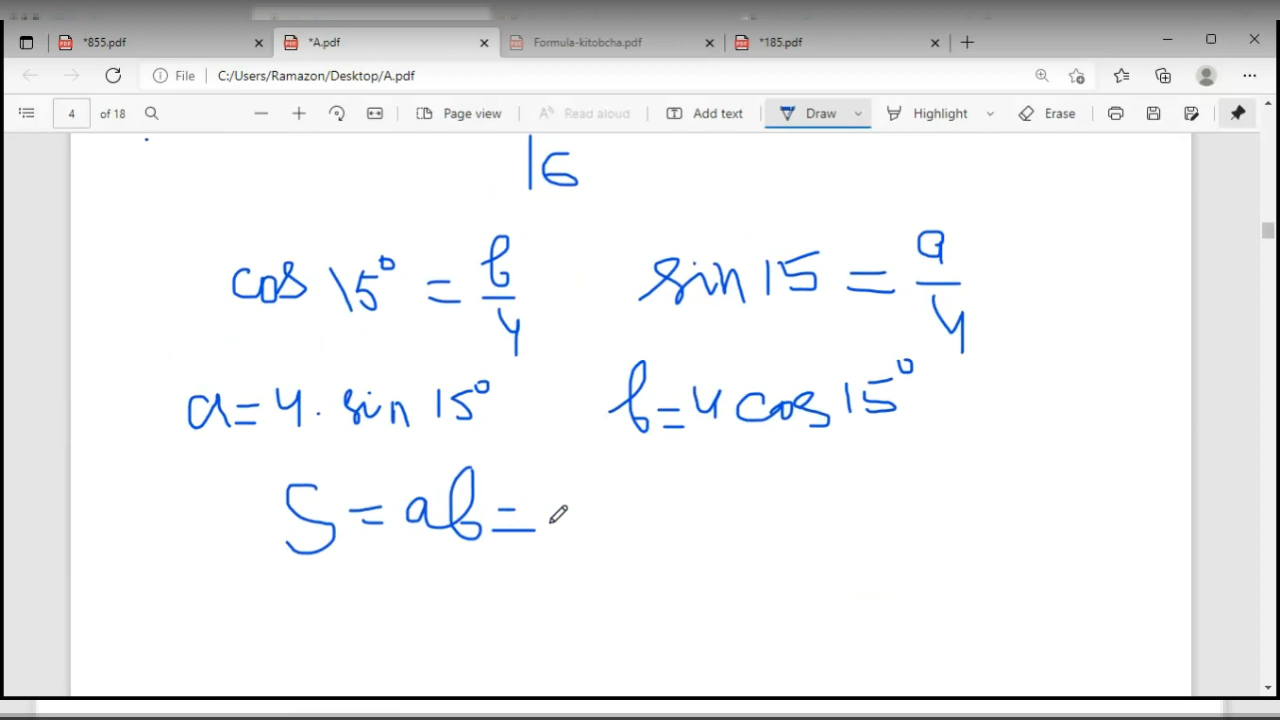 *855.pdf *A.pdf Formula-kitobcha.pdf *185.pdf
File C:/Users/Ramazon/Desktop/A.pdf
4 of 18 Page view Read aloud Add text Draw Highlight Erase
16
cos 15° = b/4 sin 15 = a/4
a = 4 · sin 15° b = 4 cos 15°
S = ab =